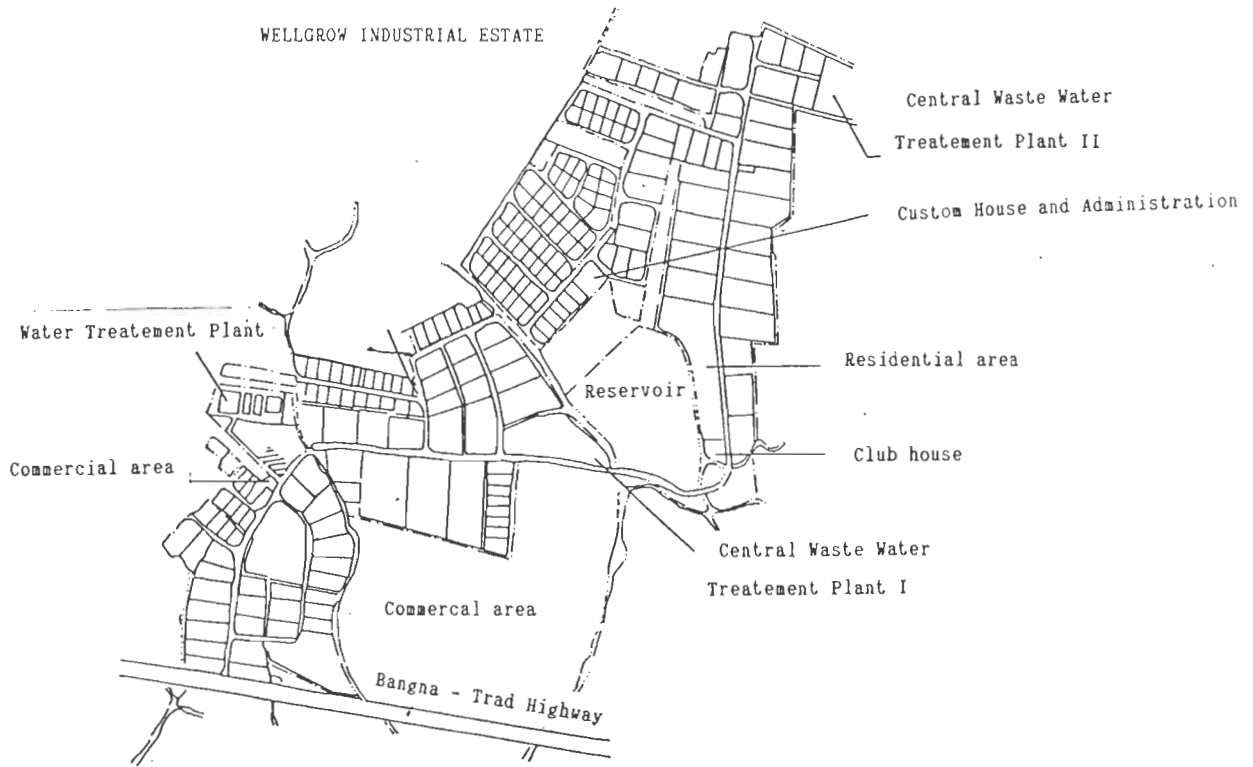 WELLGROW INDUSTRIAL ESTATE
Central Waste Water
Treatement Plant II
Custom House and Administration
Water Treatement Plant
Residential area
Reservoir
Club house
Commercial area
Central Waste Water
Treatement Plant I
Commercal area
Bangna - Trad Highway